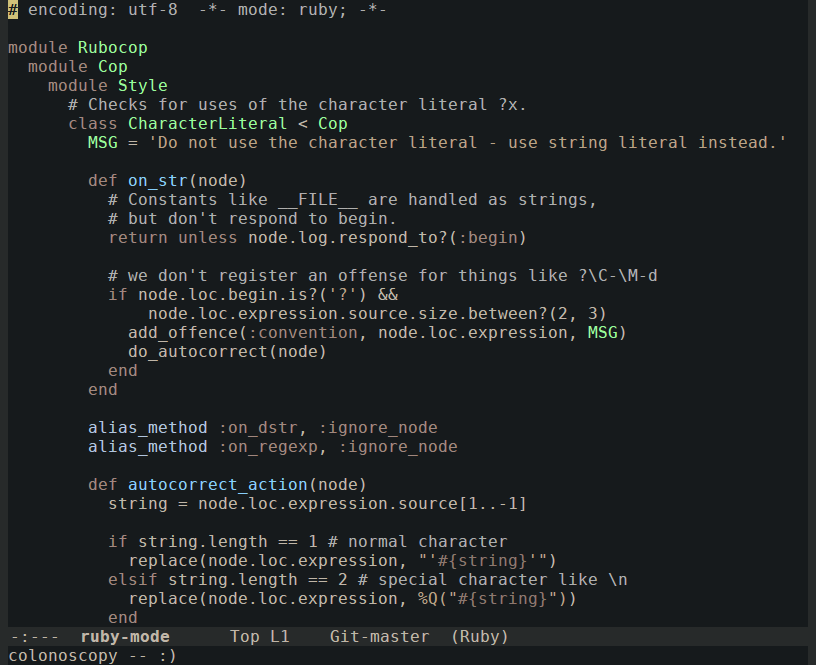 # encoding: utf-8  -*- mode: ruby; -*-

module Rubocop
  module Cop
    module Style
      # Checks for uses of the character literal ?x.
      class CharacterLiteral < Cop
        MSG = 'Do not use the character literal - use string literal instead.'

        def on_str(node)
          # Constants like __FILE__ are handled as strings,
          # but don't respond to begin.
          return unless node.log.respond_to?(:begin)

          # we don't register an offense for things like ?\C-\M-d
          if node.loc.begin.is?('?') &&
              node.loc.expression.source.size.between?(2, 3)
            add_offence(:convention, node.loc.expression, MSG)
            do_autocorrect(node)
          end
        end

        alias_method :on_dstr, :ignore_node
        alias_method :on_regexp, :ignore_node

        def autocorrect_action(node)
          string = node.loc.expression.source[1..-1]

          if string.length == 1 # normal character
            replace(node.loc.expression, "'#{string}'")
          elsif string.length == 2 # special character like \n
            replace(node.loc.expression, %Q("#{string}"))
          end
-:---  ruby-mode      Top L1    Git-master  (Ruby)
colonoscopy -- :)